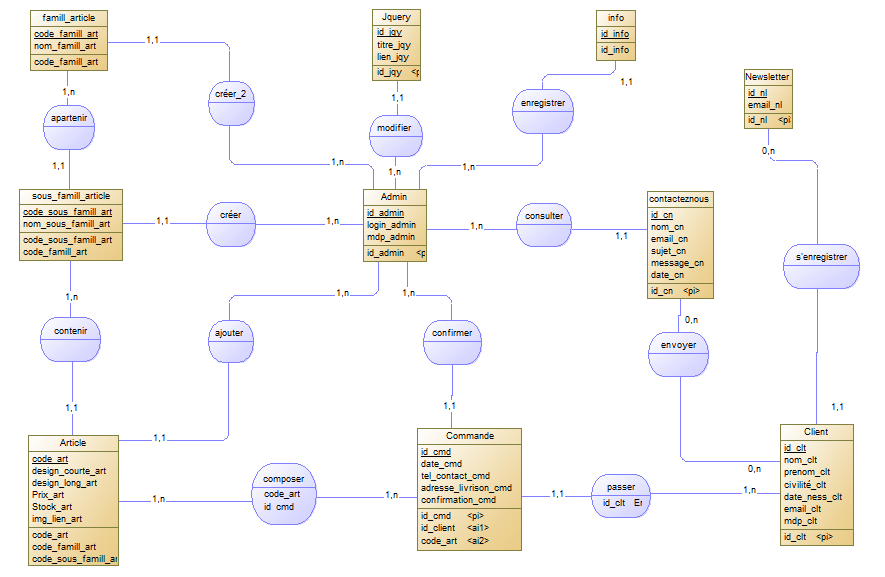 famill_article
code_famill_art
nom_famill_art
code_famill_art
1,1
créer_2
Jquery
id_jqy
titre_jqy
lien_jqy
id_jqy <p
1,1
modifier
1,n
info
id_info
id_info
1,1
enregistrer
1,n
Newsletter
id_nl
email_nl
id_nl <pi
0,n
1,n
apartenir
1,1
1,n
sous_famill_article
code_sous_famill_art
nom_sous_famill_art
code_sous_famill_art
code_famill_art
1,1
créer
1,n
Admin
id_admin
login_admin
mdp_admin
id_admin <p
1,n
consulter
1,1
contacteznous
id_cn
nom_cn
email_cn
sujet_cn
message_cn
date_cn
id_cn <pi>
s'enregistrer
1,n
contenir
1,1
1,n
ajouter
1,1
1,n
confirmer
1,1
0,n
envoyer
0,n
1,1
Article
code_art
design_courte_art
design_long_art
Prix_art
Stook_art
img_lien_art
code_art
code_famill_art
code_sous_famill_ar
1,n
composer
code_art
id_cmd
1,n
Commande
id_cmd
date_cmd
tel_contact_cmd
adresse_livrison_cmd
confirmation_cmd
id_cmd <pi>
id_client <ai1>
code_art <ai2>
1,1
passer
id_clt Er
1,n
Client
id_clt
nom_clt
prenom_clt
civilité_clt
date_ness_clt
email_clt
mdp_clt
id_clt <pi>